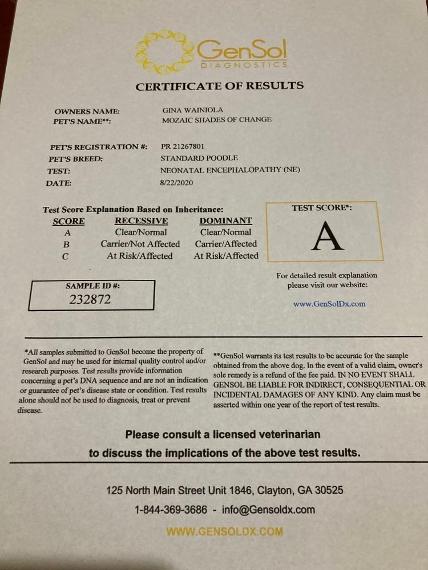 GenSol
DIAGNOSTICS
CERTIFICATE OF RESULTS
OWNERS NAME: GINA WAINIOLA
PET'S NAME**: MOZAIC SHADES OF CHANGE
PET'S REGISTRATION #: PR 21267801
PET'S BREED: STANDARD POODLE
TEST: NEONATAL ENCEPHALOPATHY (NE)
DATE: 8/22/2020
Test Score Explanation Based on Inheritance:
SCORE RECESSIVE DOMINANT
A Clear/Normal Clear/Normal
B Carrier/Not Affected Carrier/Affected
C At Risk/Affected At Risk/Affected
TEST SCORE*:
A
SAMPLE ID #:
232872
For detailed result explanation
please visit our website:
www.GenSolDx.com
*All samples submitted to GenSol become the property of
GenSol and may be used for internal quality control and/or
research purposes. Test results provide information
concerning a pet's DNA sequence and are not an indication
or guarantee of pet's disease state or condition. Test results
alone should not be used to diagnose, treat or prevent
disease.
**GenSol warrants its test results to be accurate for the sample
obtained from the above dog. In the event of a valid claim, owner's
sole remedy is a refund of the fee paid. IN NO EVENT SHALL
GENSOL BE LIABLE FOR INDIRECT, CONSEQUENTIAL OR
INCIDENTAL DAMAGES OF ANY KIND. Any claim must be
asserted within one year of the report of test results.
Please consult a licensed veterinarian
to discuss the implications of the above test results.
125 North Main Street Unit 1846, Clayton, GA 30525
1-844-369-3686 - info@Gensoldx.com
WWW.GENSOLDX.COM